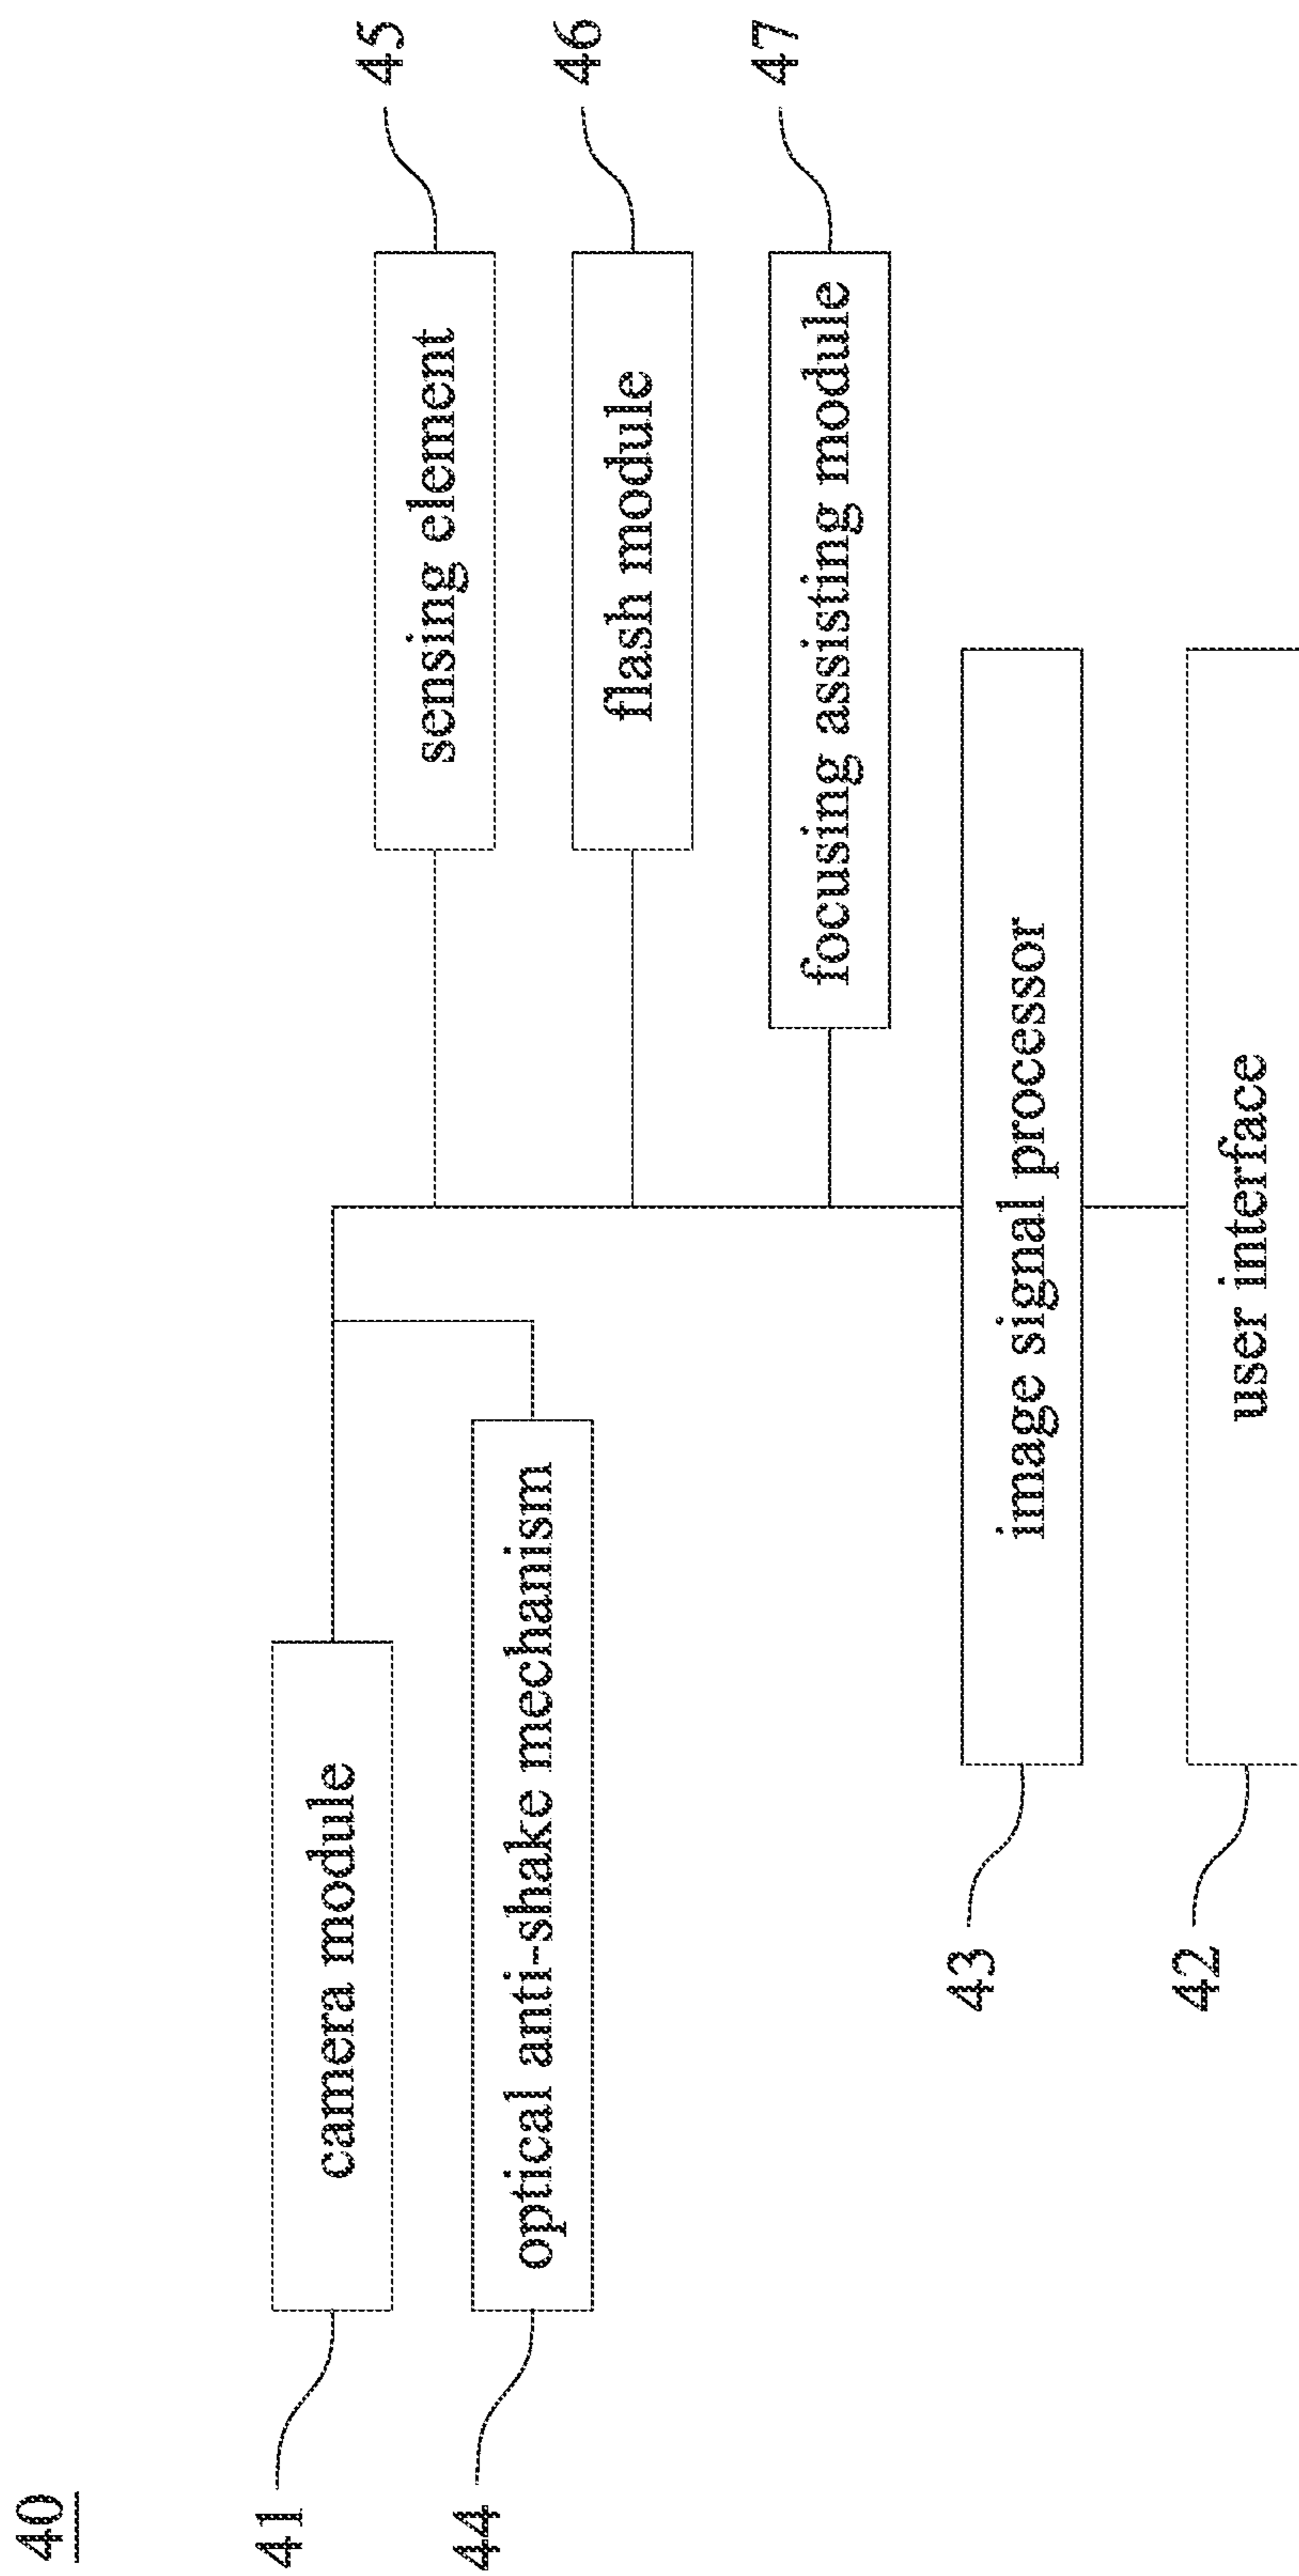 40
41
camera module
44
optical anti-shake mechanism
sensing element
45
flash module
46
focusing assisting module
47
43
image signal processor
42
user interface